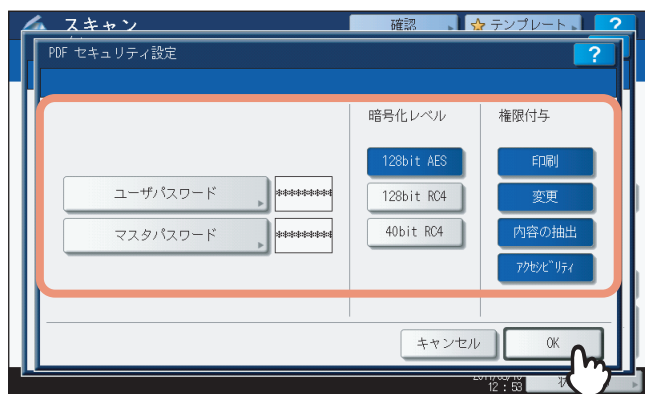 スキャン
確認
テンプレート
?
PDF セキュリティ設定
?
暗号化レベル
権限付与
128bit AES
印刷
ユーザパスワード
*********
128bit RC4
変更
マスタパスワード
*********
40bit RC4
内容の抽出
アクセシビリティ
キャンセル
OK
12 : 53